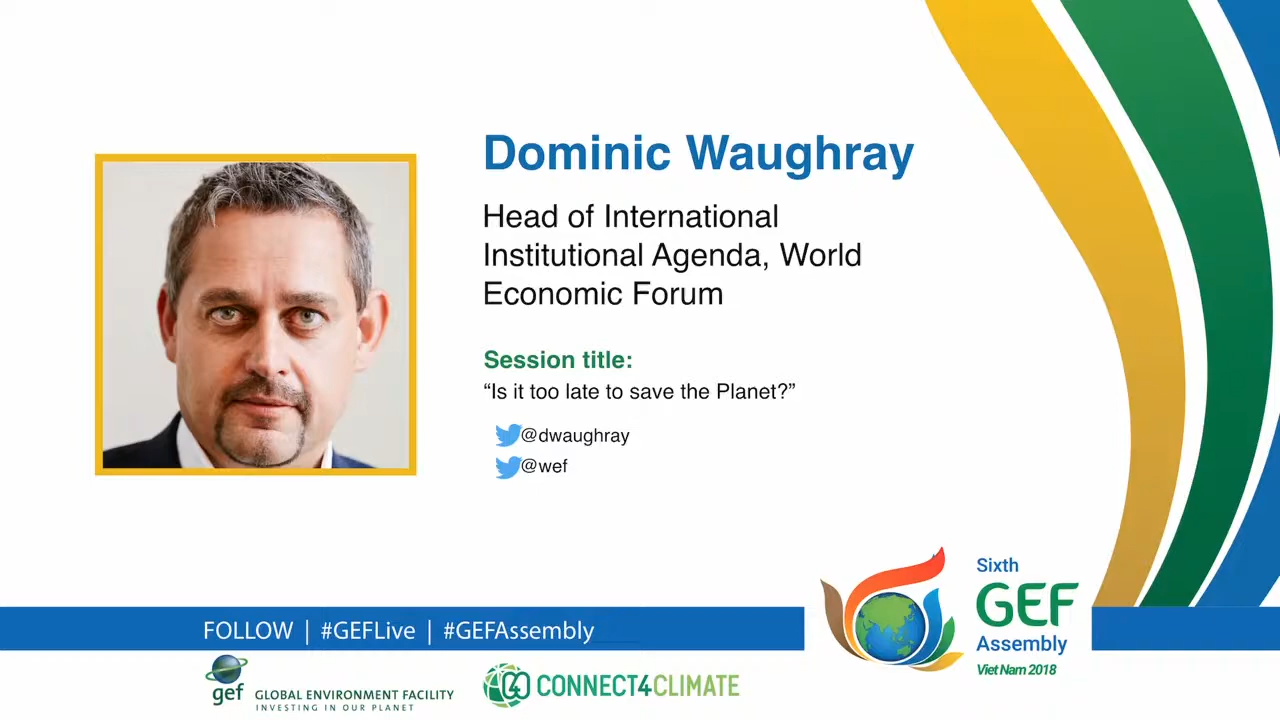 Dominic Waughray
Head of International
Institutional Agenda, World
Economic Forum
Session title:
“Is it too late to save the Planet?”
@dwaughray
@wef
Sixth
GEF
Assembly
Viet Nam 2018
FOLLOW | #GEFLive | #GEFAssembly
gef GLOBAL ENVIRONMENT FACILITY
INVESTING IN OUR PLANET
C4C CONNECT4CLIMATE